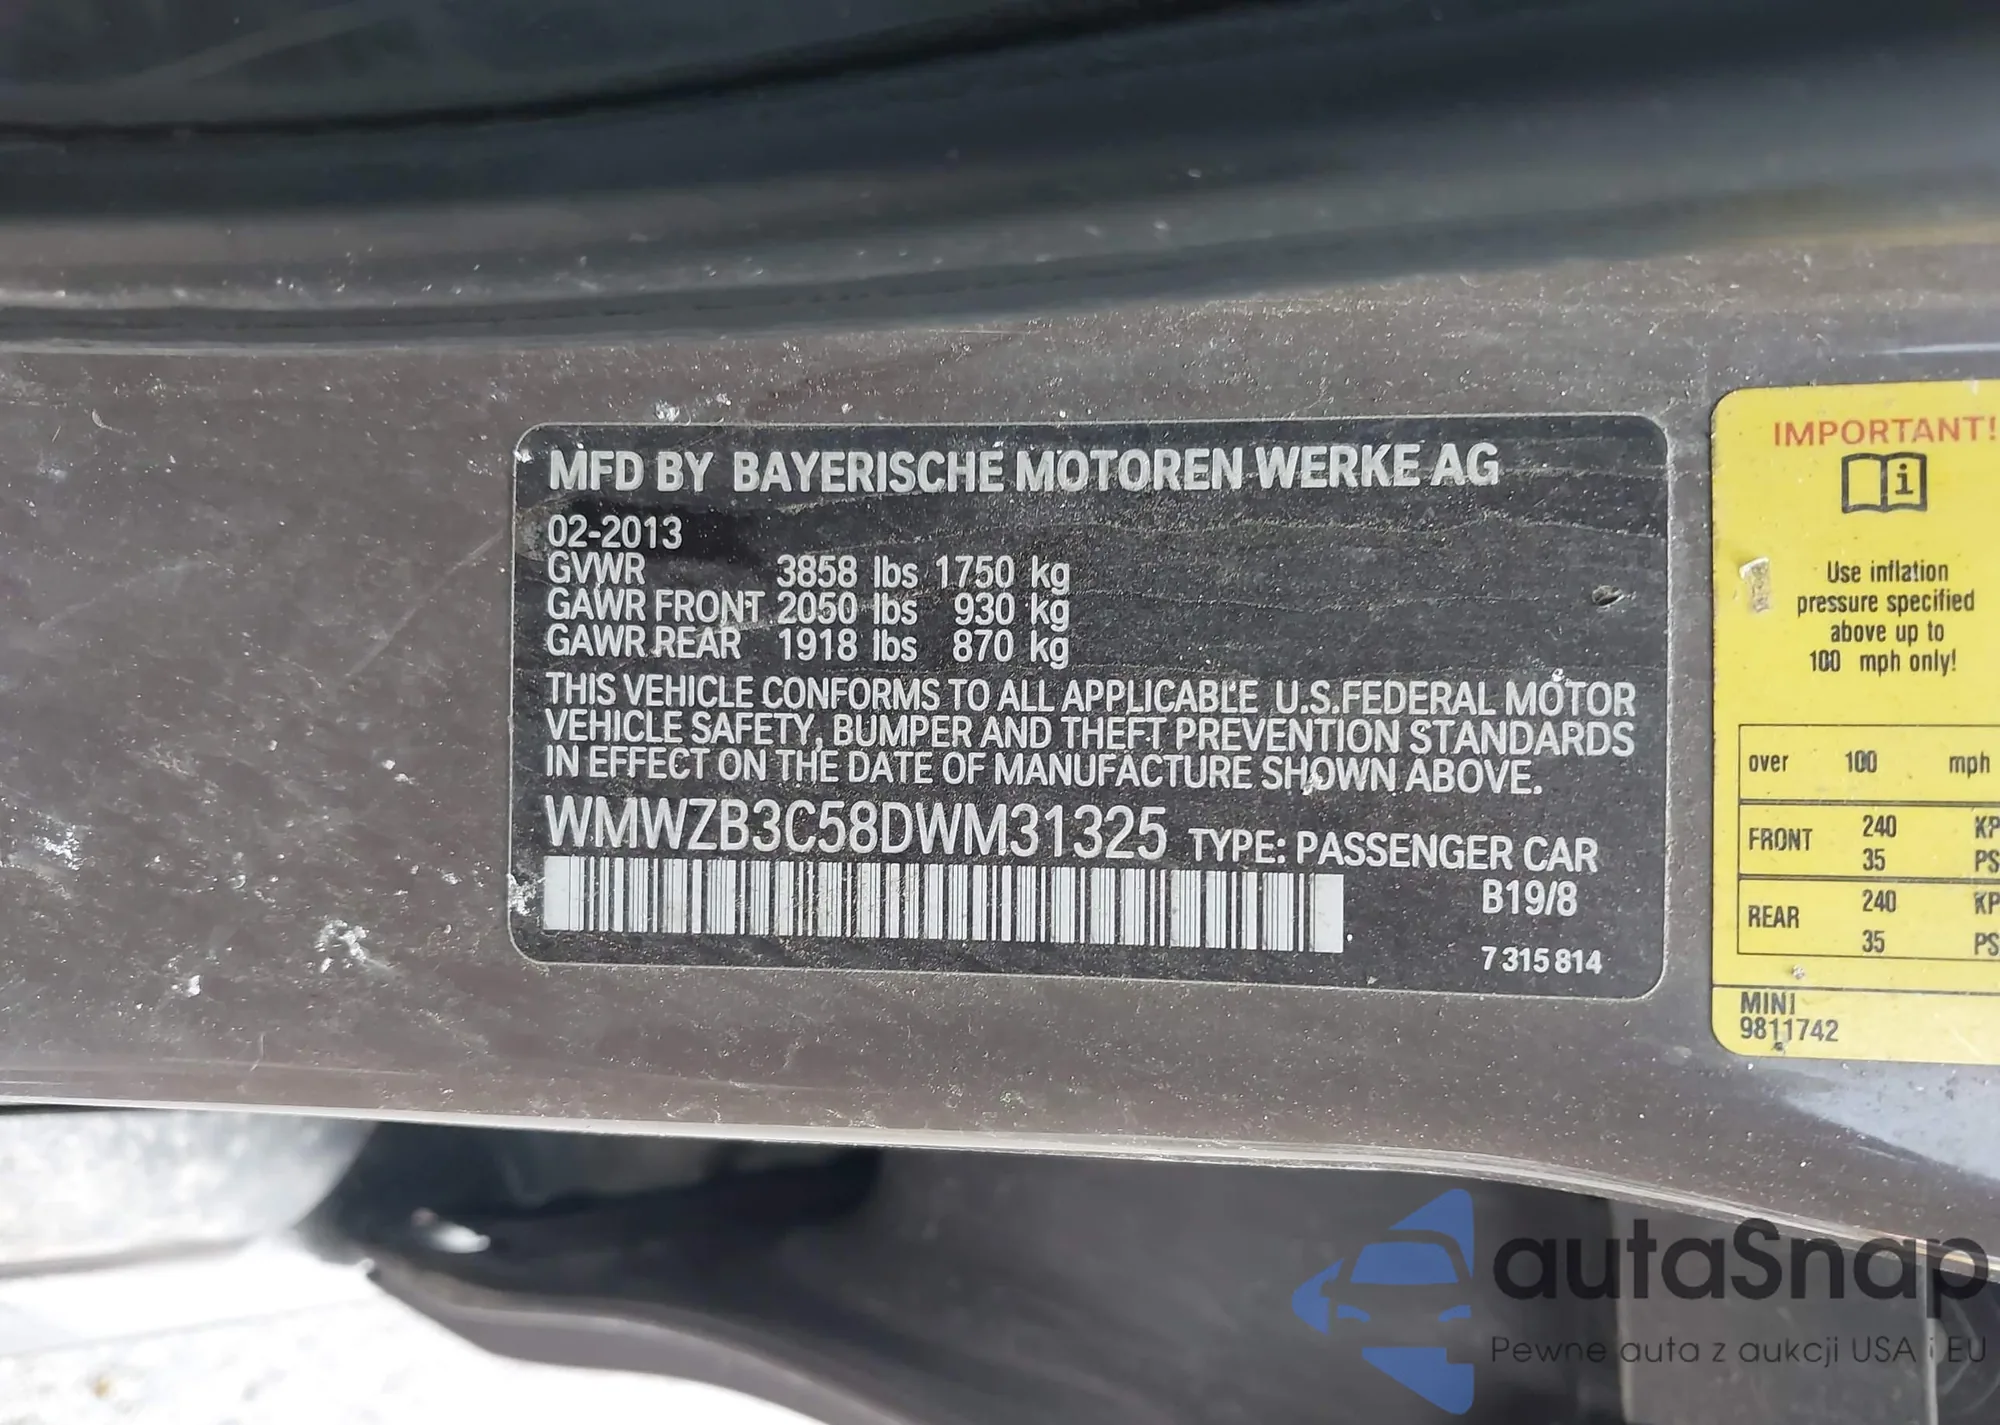 MFD BY BAYERISCHE MOTOREN WERKE AG
02-2013
GVWR 3858 lbs 1750 kg
GAWR FRONT 2050 lbs 930 kg
GAWR REAR 1918 lbs 870 kg
THIS VEHICLE CONFORMS TO ALL APPLICABLE U.S.FEDERAL MOTOR
VEHICLE SAFETY, BUMPER AND THEFT PREVENTION STANDARDS
IN EFFECT ON THE DATE OF MANUFACTURE SHOWN ABOVE.
WMWZB3C58DWM31325 TYPE: PASSENGER CAR
B19/8
7 315 814
IMPORTANT!
i
Use inflation
pressure specified
above up to
100 mph only!
over 100 mph
FRONT 240 KP
35 PS
REAR 240 KP
35 PS
MINI
9811742
autaSnap
Pewne auta z aukcji USA i EU